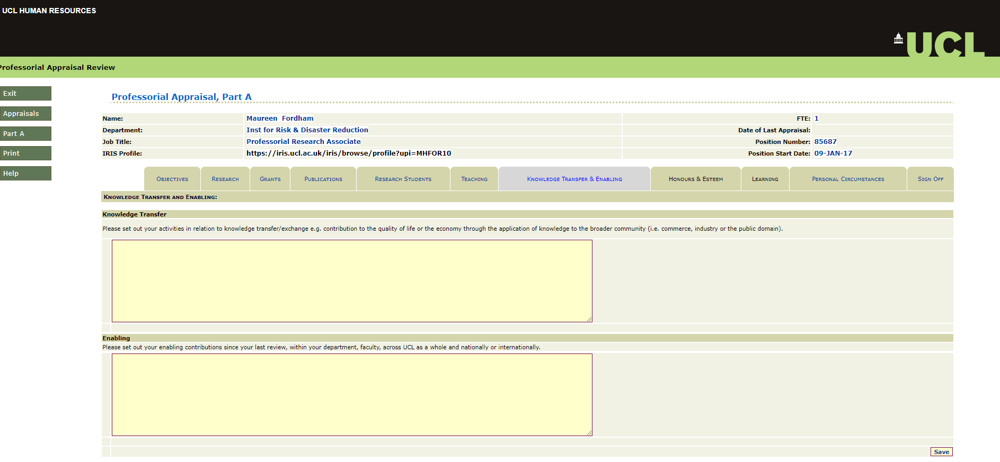 UCL HUMAN RESOURCES
UCL
Professorial Appraisal Review
Exit
Appraisals
Part A
Print
Help
Professorial Appraisal, Part A
Name: Maureen Fordham FTE: 1
Department: Inst for Risk & Disaster Reduction Date of Last Appraisal:
Job Title: Professorial Research Associate Position Number: 85687
IRIS Profile: https://iris.ucl.ac.uk/iris/browse/profile?upi=MHFOR10 Position Start Date: 09-JAN-17
OBJECTIVES RESEARCH GRANTS PUBLICATIONS RESEARCH STUDENTS TEACHING KNOWLEDGE TRANSFER & ENABLING HONOURS & ESTEEM LEARNING PERSONAL CIRCUMSTANCES SIGN OFF
KNOWLEDGE TRANSFER AND ENABLING:
Knowledge Transfer
Please set out your activities in relation to knowledge transfer/exchange e.g. contribution to the quality of life or the economy through the application of knowledge to the broader community (i.e. commerce, industry or the public domain).
Enabling
Please set out your enabling contributions since your last review, within your department, faculty, across UCL as a whole and nationally or internationally.
Save